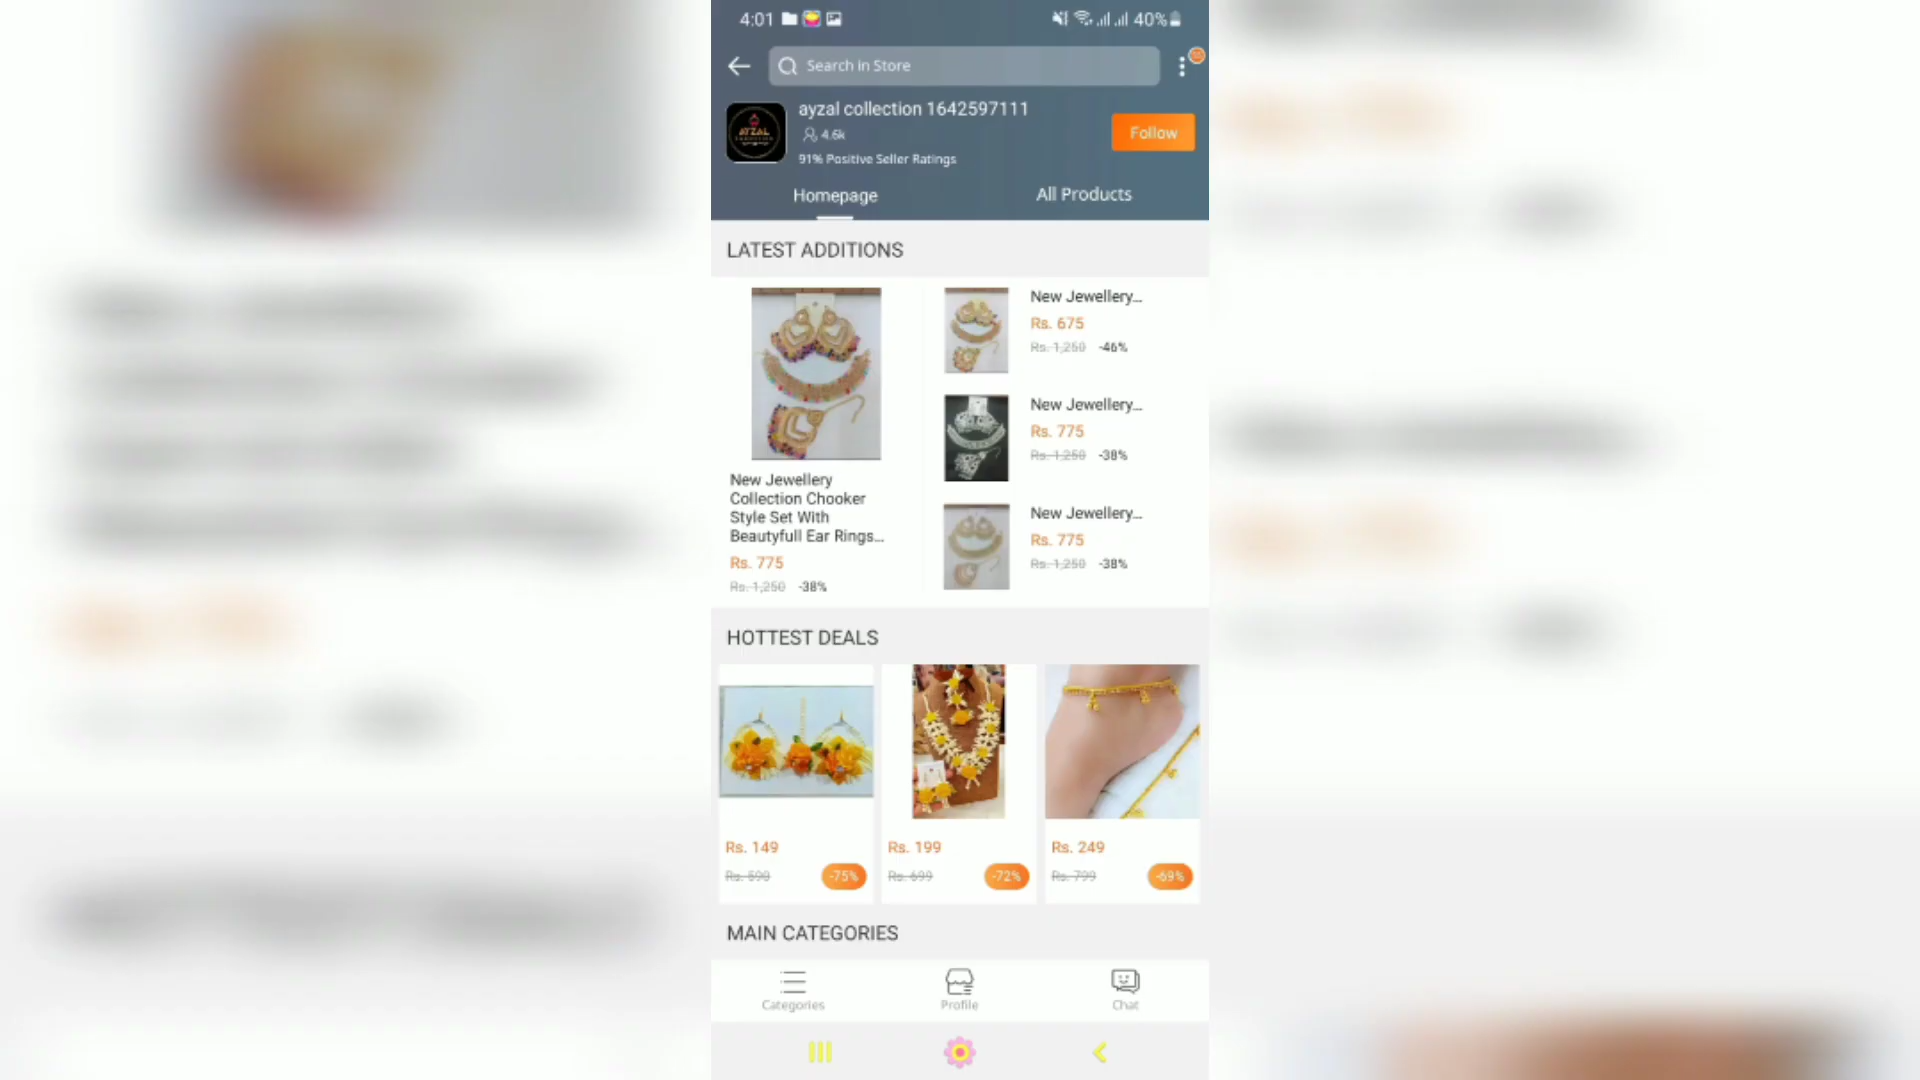 4:01
40%
Search in Store
ayzal collection 1642597111
4.6k
Follow
91% Positive Seller Ratings
AYZAL
Homepage
All Products
LATEST ADDITIONS
New Jewellery
Collection Chooker
Style Set With
Beautyfull Ear Rings...
Rs. 775
Rs. 1,250 -38%
New Jewellery...
Rs. 675
Rs. 1,250 -46%
New Jewellery...
Rs. 775
Rs. 1,250 -38%
New Jewellery...
Rs. 775
Rs. 1,250 -38%
HOTTEST DEALS
Rs. 149
Rs. 590 -75%
Rs. 199
Rs. 699 -72%
Rs. 249
Rs. 799 -69%
MAIN CATEGORIES
Categories
Profile
Chat